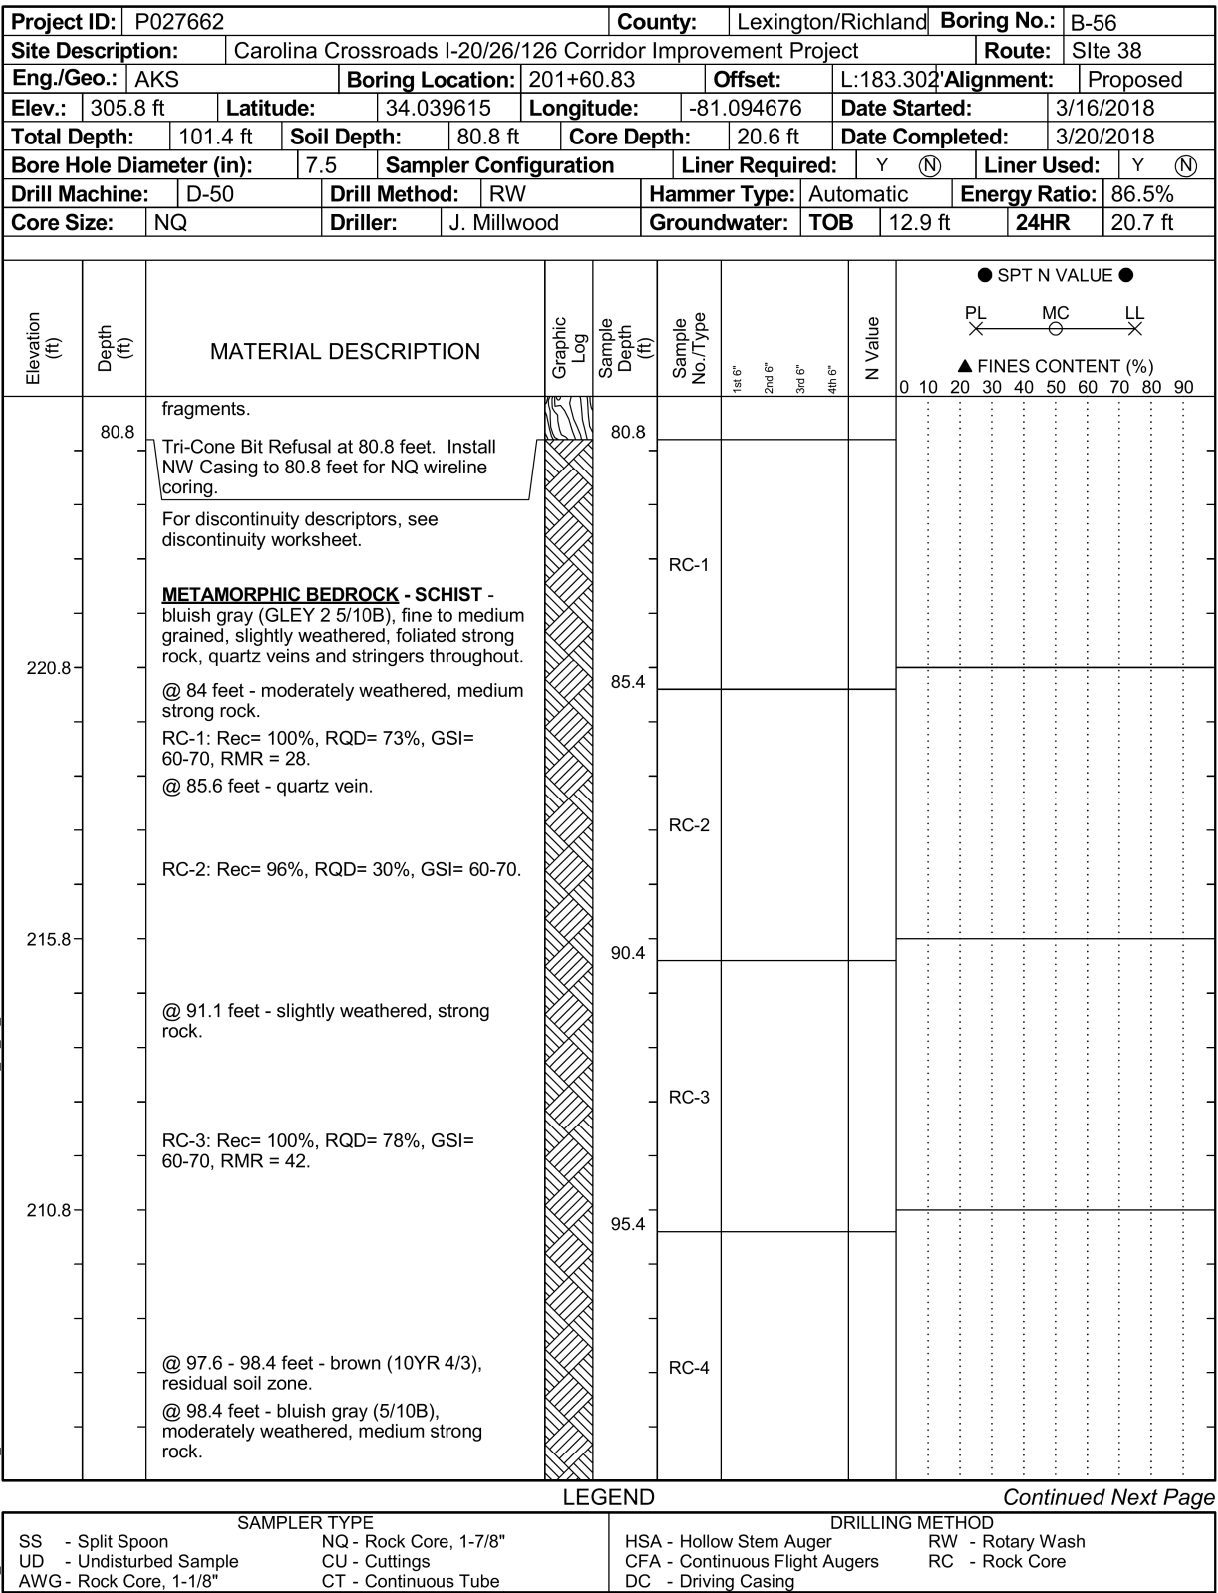 Project ID: P027662 County: Lexington/Richland Boring No.: B-56
Site Description: Carolina Crossroads I-20/26/126 Corridor Improvement Project Route: SIte 38
Eng./Geo.: AKS Boring Location: 201+60.83 Offset: L:183.302' Alignment: Proposed
Elev.: 305.8 ft Latitude: 34.039615 Longitude: -81.094676 Date Started: 3/16/2018
Total Depth: 101.4 ft Soil Depth: 80.8 ft Core Depth: 20.6 ft Date Completed: 3/20/2018
Bore Hole Diameter (in): 7.5 Sampler Configuration Liner Required: Y N Liner Used: Y N
Drill Machine: D-50 Drill Method: RW Hammer Type: Automatic Energy Ratio: 86.5%
Core Size: NQ Driller: J. Millwood Groundwater: TOB 12.9 ft 24HR 20.7 ft
Elevation (ft)
Depth (ft)
MATERIAL DESCRIPTION
Graphic Log
Sample Depth (ft)
Sample No./Type
1st 6"
2nd 6"
3rd 6"
4th 6"
N Value
● SPT N VALUE ●
PL MC LL
▲ FINES CONTENT (%)
0 10 20 30 40 50 60 70 80 90
fragments.
80.8 80.8
Tri-Cone Bit Refusal at 80.8 feet. Install
NW Casing to 80.8 feet for NQ wireline
coring.
For discontinuity descriptors, see
discontinuity worksheet.
RC-1
METAMORPHIC BEDROCK - SCHIST -
bluish gray (GLEY 2 5/10B), fine to medium
grained, slightly weathered, foliated strong
rock, quartz veins and stringers throughout.
220.8
85.4
@ 84 feet - moderately weathered, medium
strong rock.
RC-1: Rec= 100%, RQD= 73%, GSI=
60-70, RMR = 28.
@ 85.6 feet - quartz vein.
RC-2
RC-2: Rec= 96%, RQD= 30%, GSI= 60-70.
215.8
90.4
@ 91.1 feet - slightly weathered, strong
rock.
RC-3
RC-3: Rec= 100%, RQD= 78%, GSI=
60-70, RMR = 42.
210.8
95.4
@ 97.6 - 98.4 feet - brown (10YR 4/3),
residual soil zone.
RC-4
@ 98.4 feet - bluish gray (5/10B),
moderately weathered, medium strong
rock.
LEGEND
Continued Next Page
SAMPLER TYPE DRILLING METHOD
SS - Split Spoon NQ - Rock Core, 1-7/8" HSA - Hollow Stem Auger RW - Rotary Wash
UD - Undisturbed Sample CU - Cuttings CFA - Continuous Flight Augers RC - Rock Core
AWG - Rock Core, 1-1/8" CT - Continuous Tube DC - Driving Casing